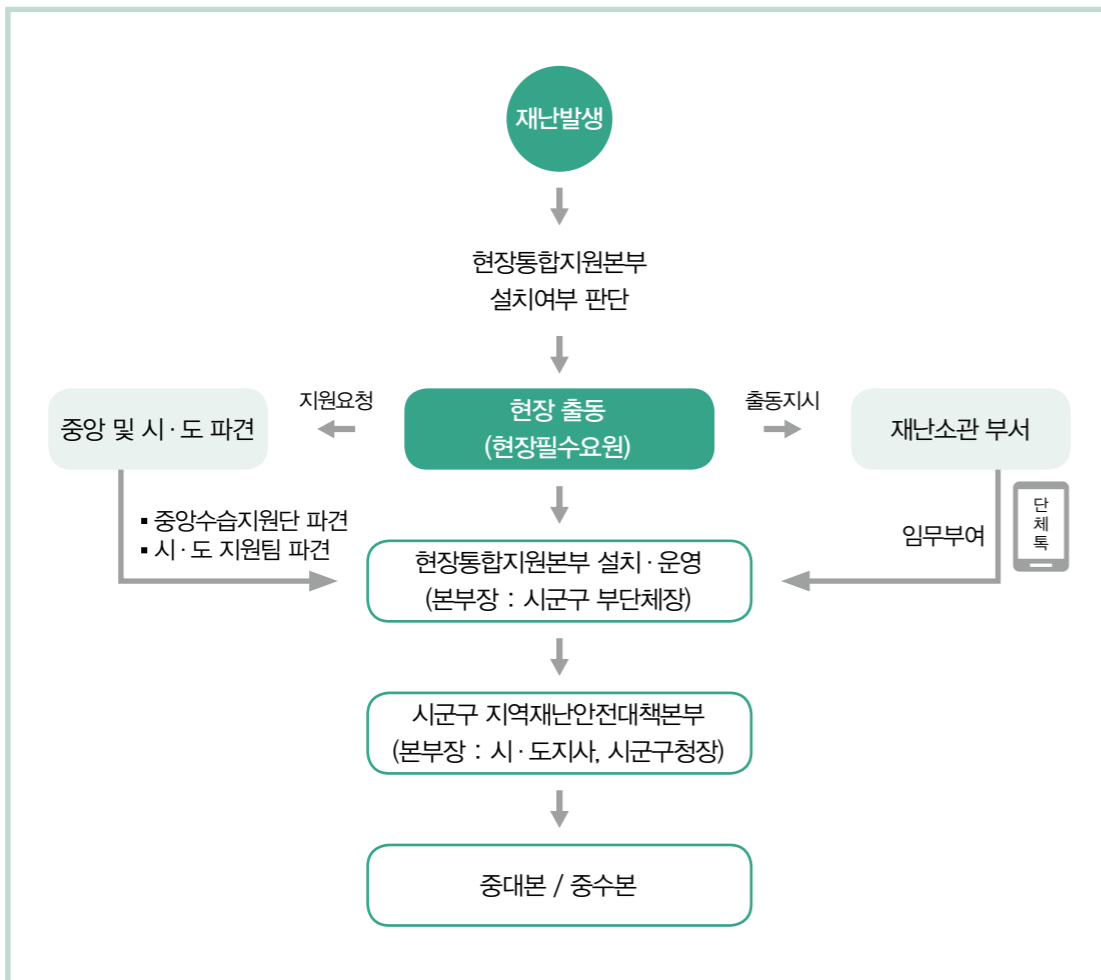 재난발생
현장통합지원본부
설치여부 판단
지원요청
출동지시
중앙 및 시·도 파견
현장 출동
(현장필수요원)
재난소관 부서
▪ 중앙수습지원단 파견
▪ 시·도 지원팀 파견
임무부여
단
체
톡
현장통합지원본부 설치·운영
(본부장 : 시군구 부단체장)
시군구 지역재난안전대책본부
(본부장 : 시·도지사, 시군구청장)
중대본 / 중수본